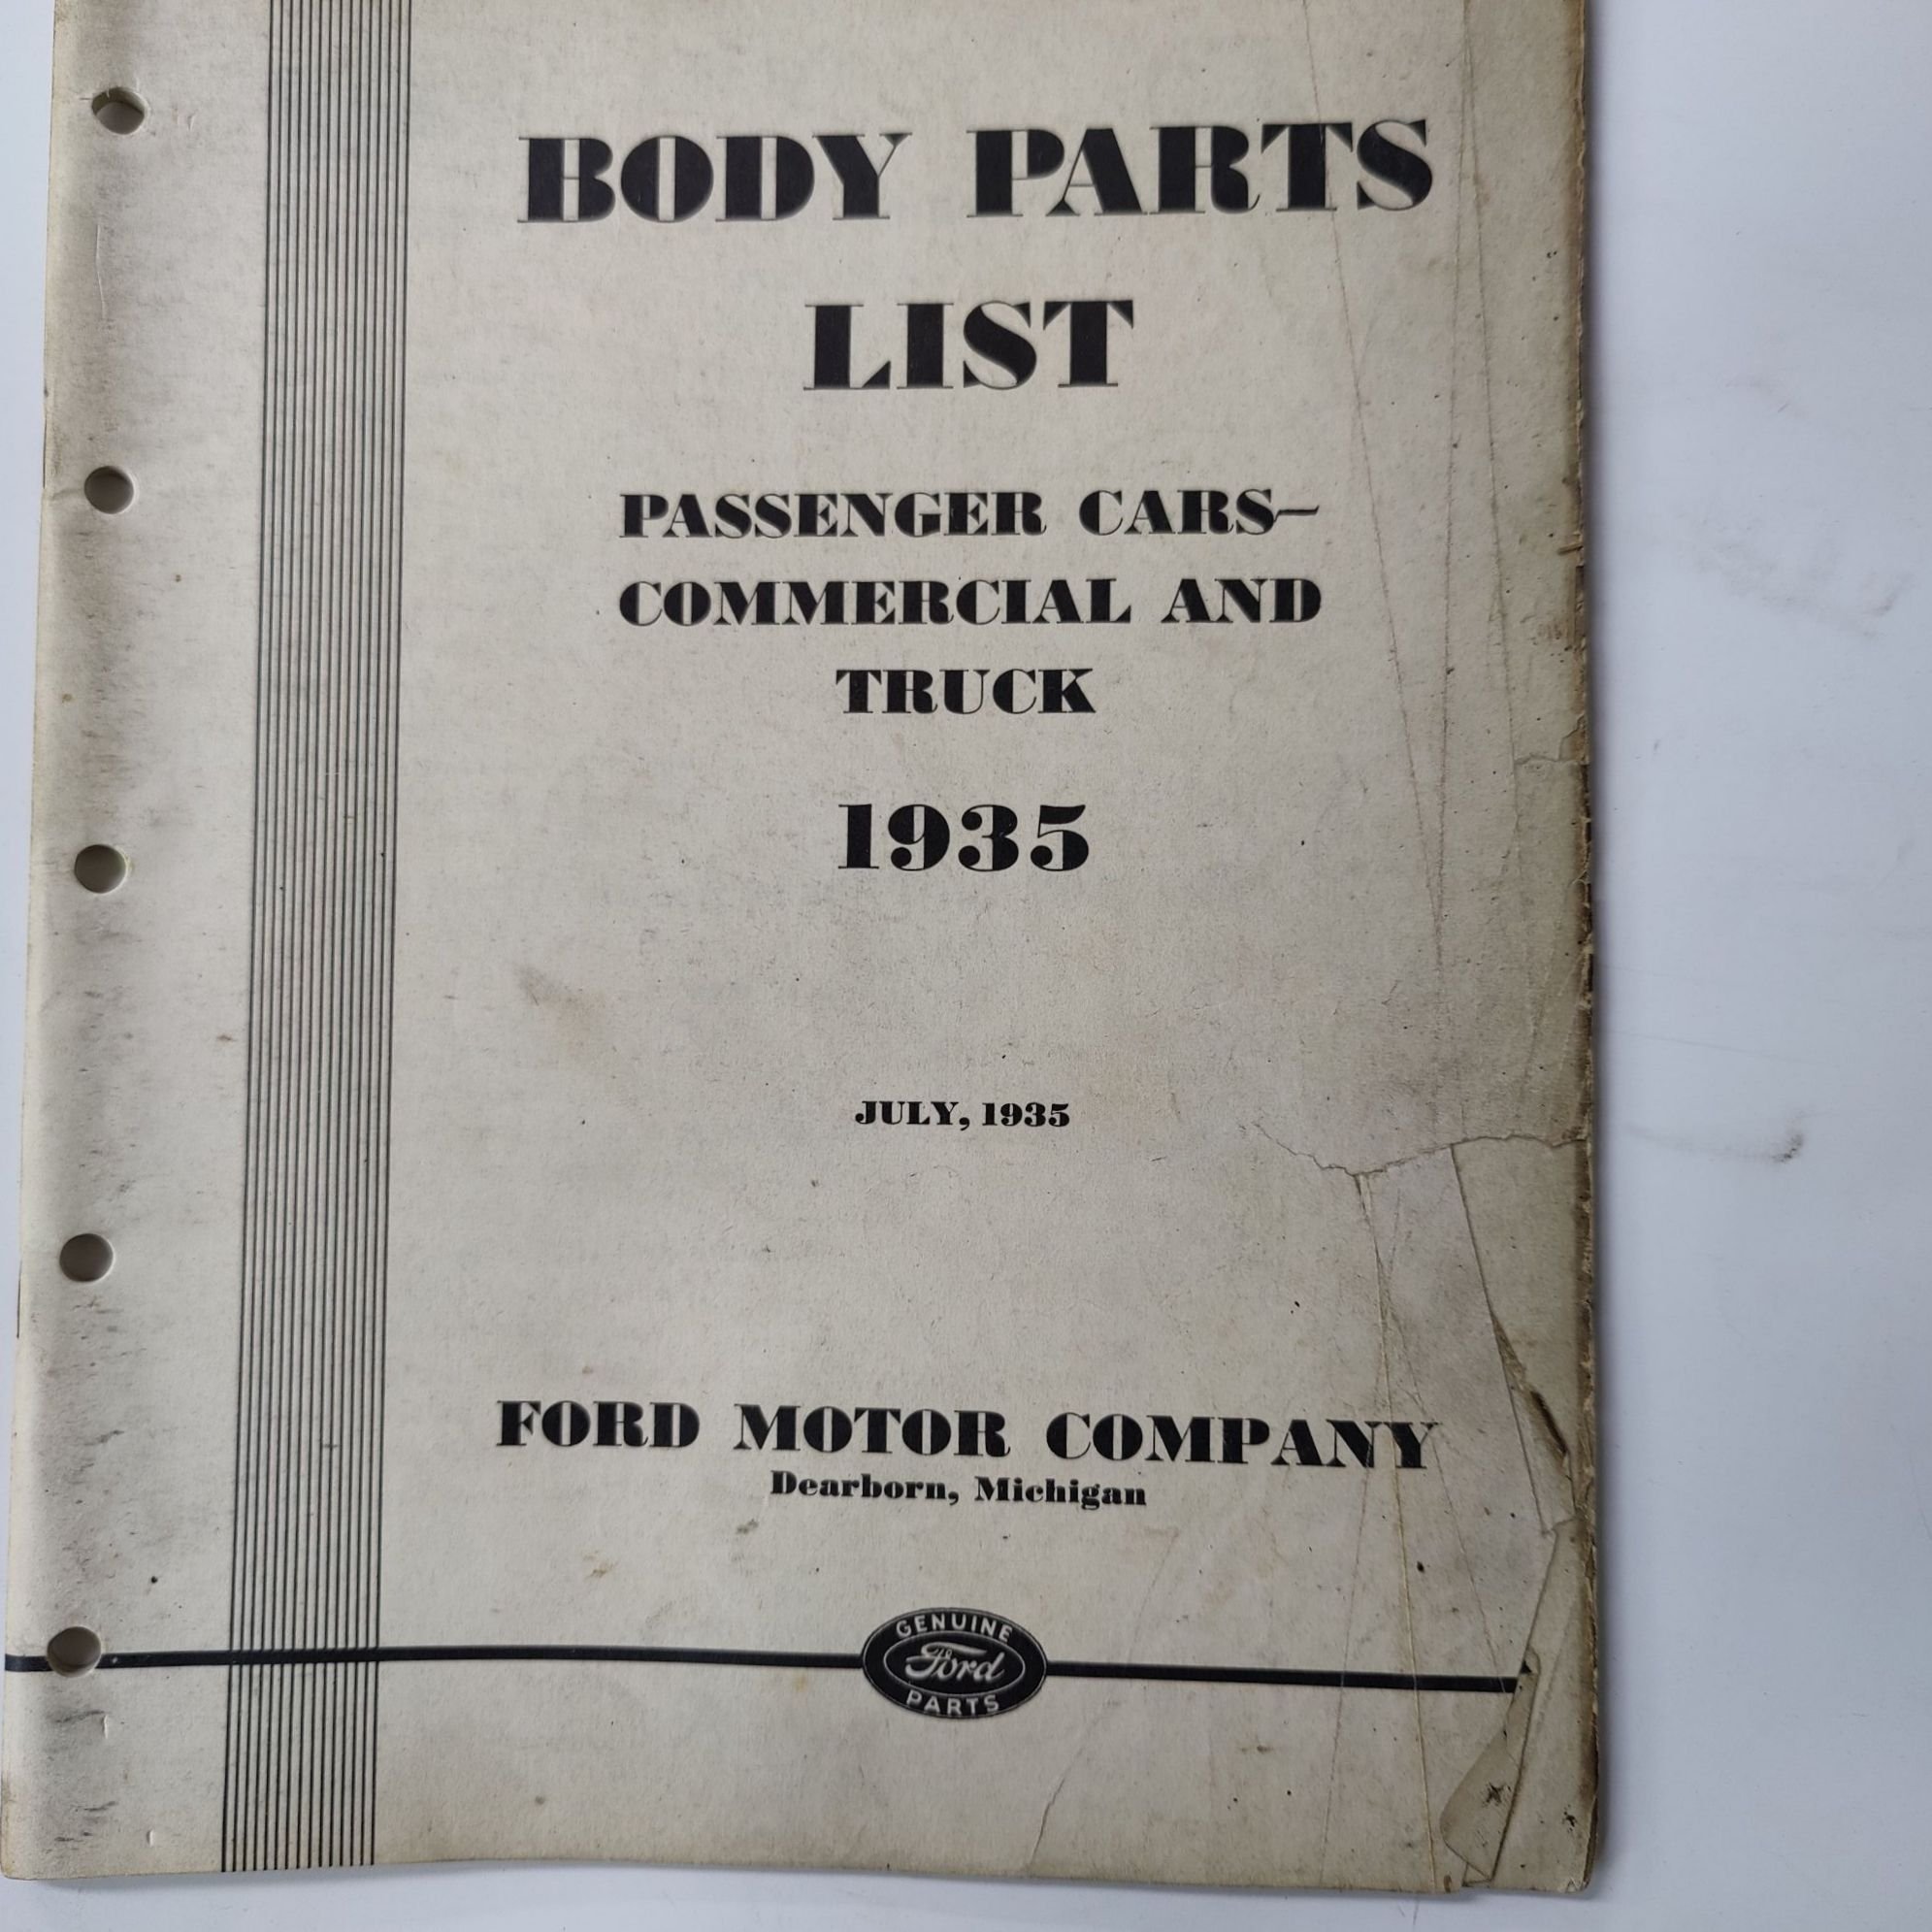 BODY PARTS
LIST
PASSENGER CARS—
COMMERCIAL AND
TRUCK
1935
JULY, 1935
FORD MOTOR COMPANY
Dearborn, Michigan
GENUINE
Ford
PARTS